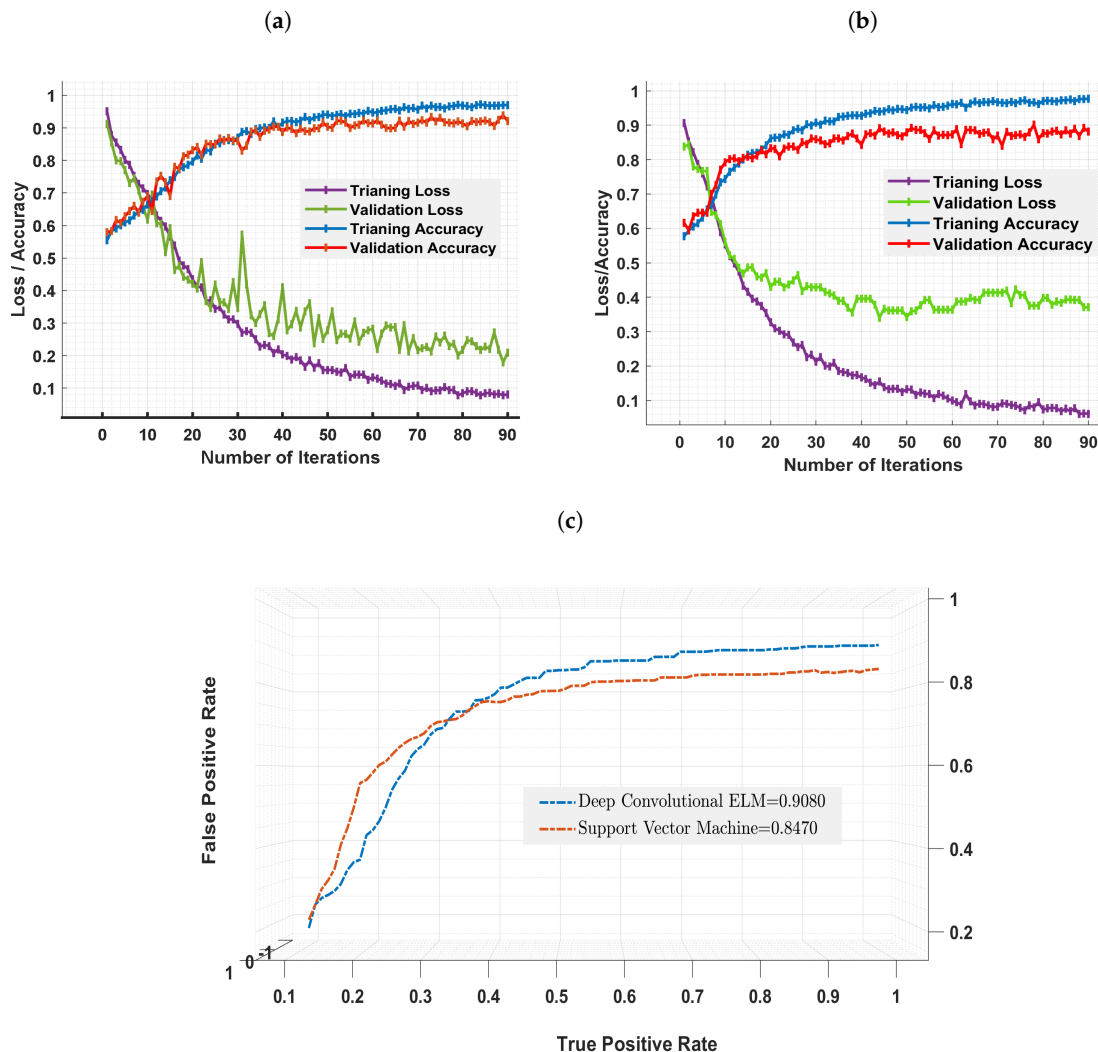 (a)
(b)
1
0.9
0.8
0.7
0.6
0.5
0.4
0.3
0.2
0.1
Loss / Accuracy
Trianing Loss
Validation Loss
Trianing Accuracy
Validation Accuracy
0 10 20 30 40 50 60 70 80 90
Number of Iterations
1
0.9
0.8
0.7
0.6
0.5
0.4
0.3
0.2
0.1
Loss/Accuracy
Trianing Loss
Validation Loss
Trianing Accuracy
Validation Accuracy
0 10 20 30 40 50 60 70 80 90
Number of Iterations
(c)
1
0.8
0.6
0.4
0.2
False Positive Rate
Deep Convolutional ELM=0.9080
Support Vector Machine=0.8470
1 0 -1
0.1 0.2 0.3 0.4 0.5 0.6 0.7 0.8 0.9 1
True Positive Rate